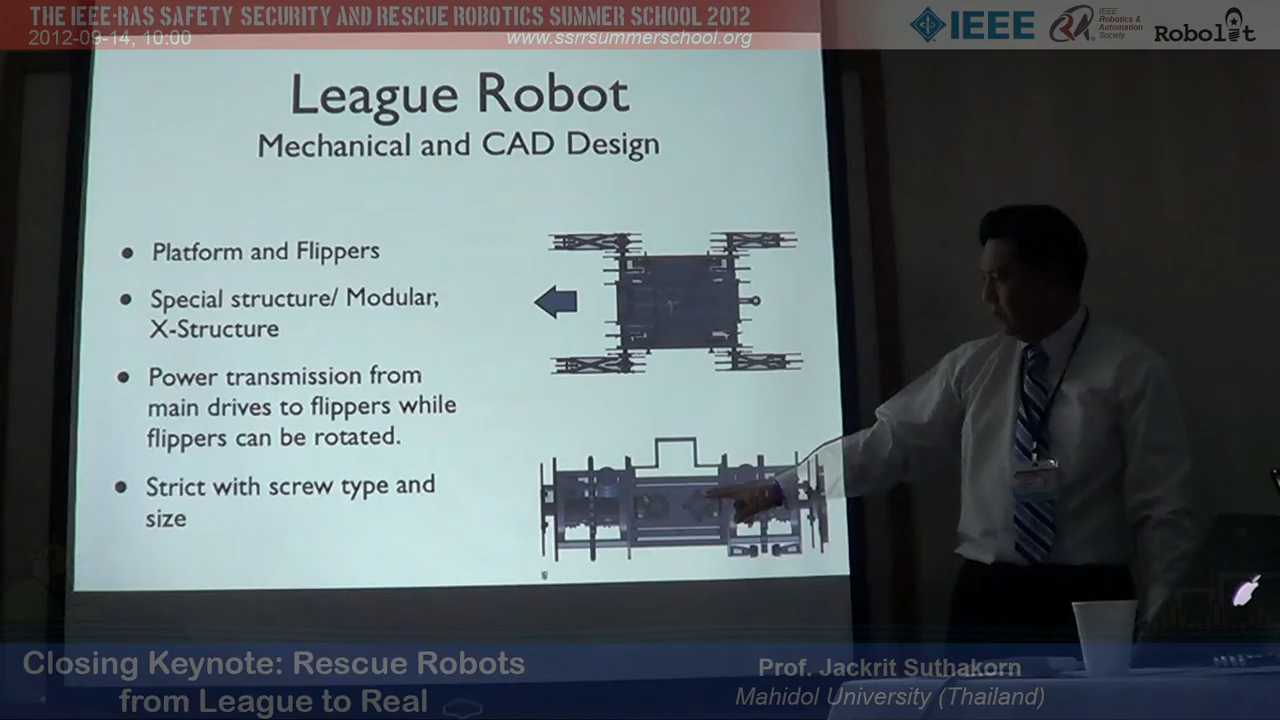 THE IEEE-RAS SAFETY SECURITY AND RESCUE ROBOTICS SUMMER SCHOOL 2012
2012-09-14, 10:00
www.ssrrsummerschool.org
IEEE
IEEE
Robotics &
Automation
Society
Robolit
League Robot
Mechanical and CAD Design
• Platform and Flippers
• Special structure/ Modular,
X-Structure
• Power transmission from
main drives to flippers while
flippers can be rotated.
• Strict with screw type and
size
Closing Keynote: Rescue Robots
from League to Real
Prof. Jackrit Suthakorn
Mahidol University (Thailand)